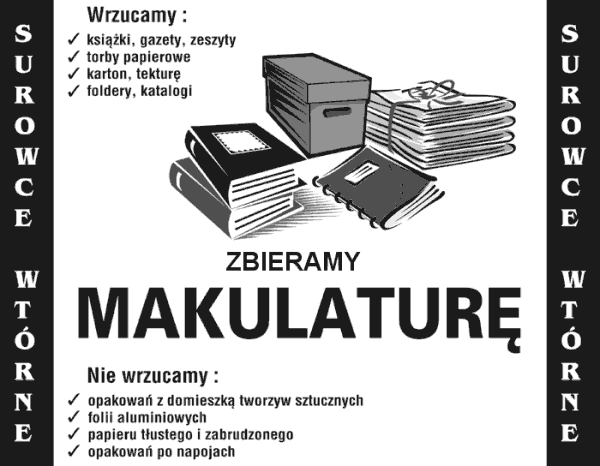 SUROWCE WTÓRNE
Wrzucamy :
✓ książki, gazety, zeszyty
✓ torby papierowe
✓ karton, tekturę
✓ foldery, katalogi
ZBIERAMY
MAKULATURĘ
Nie wrzucamy :
✓ opakowań z domieszką tworzyw sztucznych
✓ folii aluminiowych
✓ papieru tłustego i zabrudzonego
✓ opakowań po napojach
SUROWCE WTÓRNE